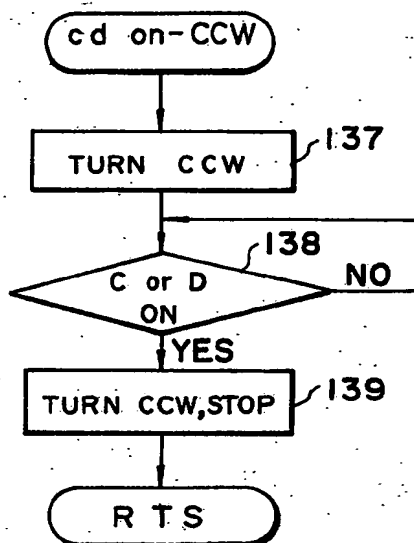 cd on-CCW
TURN CCW
137
C or D
ON
138
NO
YES
TURN CCW,STOP
139
RTS